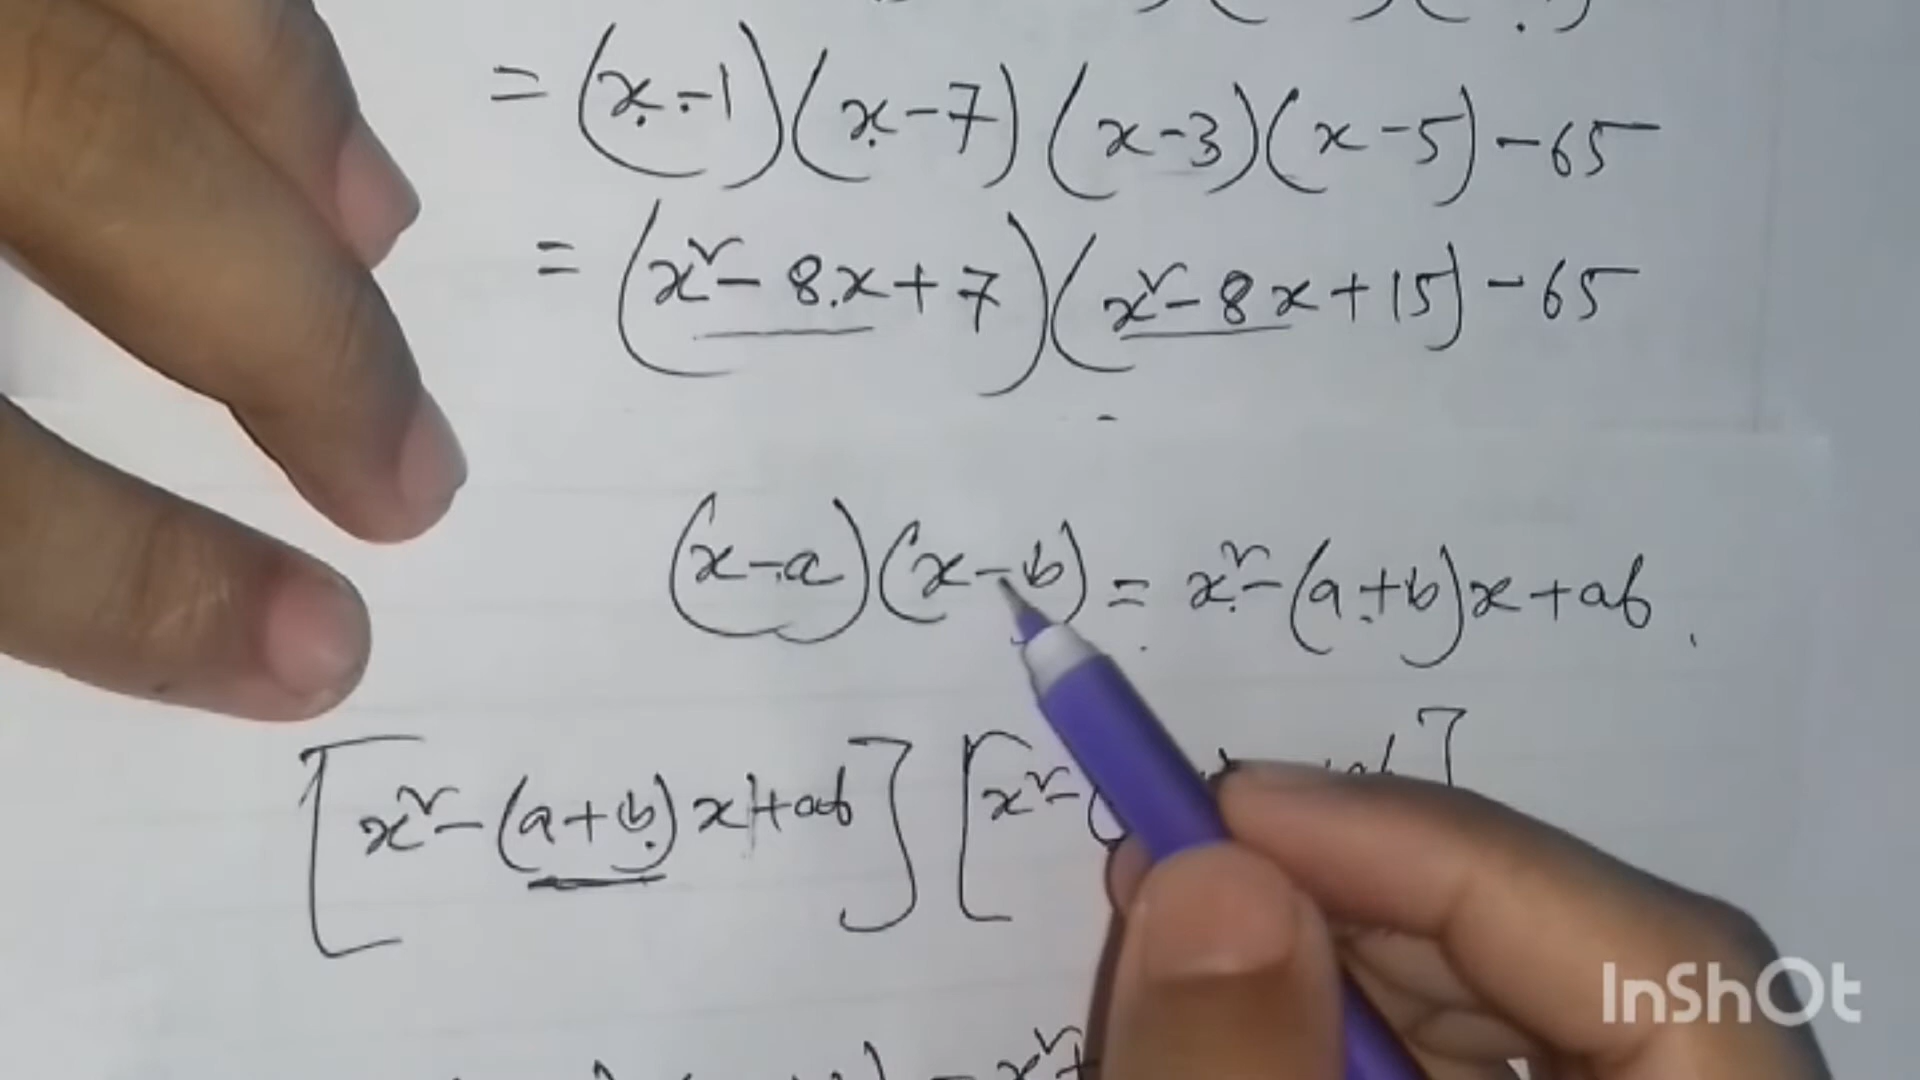 = (x-1)(x-7)(x-3)(x-5)-65
= (x²-8x+7)(x²-8x+15)-65
(x-a)(x-b) = x²-(a+b)x+ab
[x²-(a+b)x+ab] [x²-
InShOt